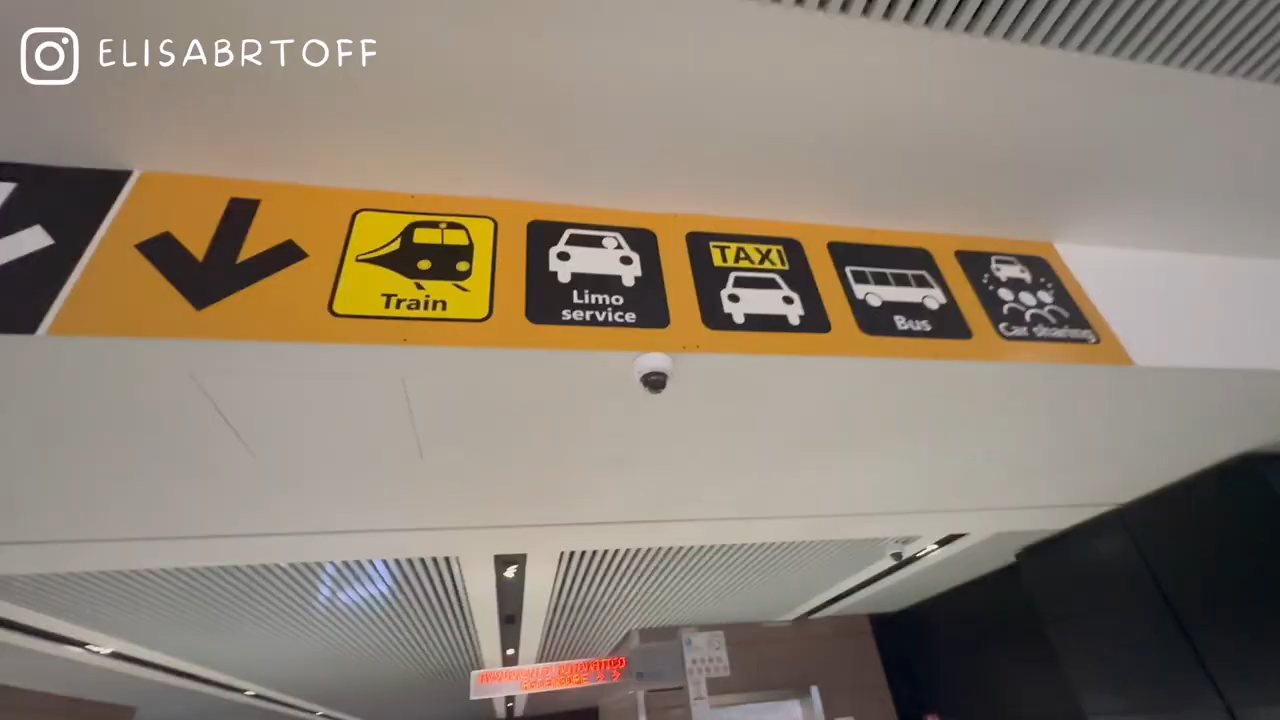 ELISABRTOFF
Train
Limo
service
TAXI
Bus
Car sharing